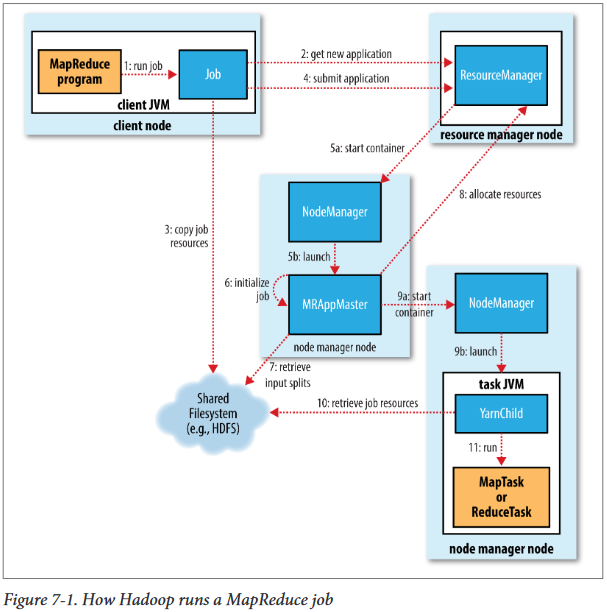 MapReduce
program
1: run job
Job
client JVM
client node
2: get new application
4: submit application
ResourceManager
resource manager node
5a: start container
3: copy job
resources
8: allocate resources
NodeManager
5b: launch
6: initialize
job
MRAppMaster
node manager node
9a: start
container
NodeManager
9b: launch
7: retrieve
input splits
Shared
Filesystem
(e.g., HDFS)
10: retrieve job resources
task JVM
YarnChild
11: run
MapTask
or
ReduceTask
node manager node
Figure 7-1. How Hadoop runs a MapReduce job